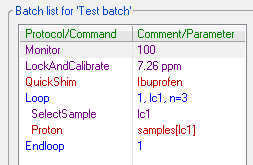 Batch list for 'Test batch'
Protocol/Command Comment/Parameter
Monitor 100
LockAndCalibrate 7.26 ppm
QuickShim Ibuprofen
Loop 1, lc1, n=3
SelectSample lc1
Proton samples[lc1]
Endloop 1